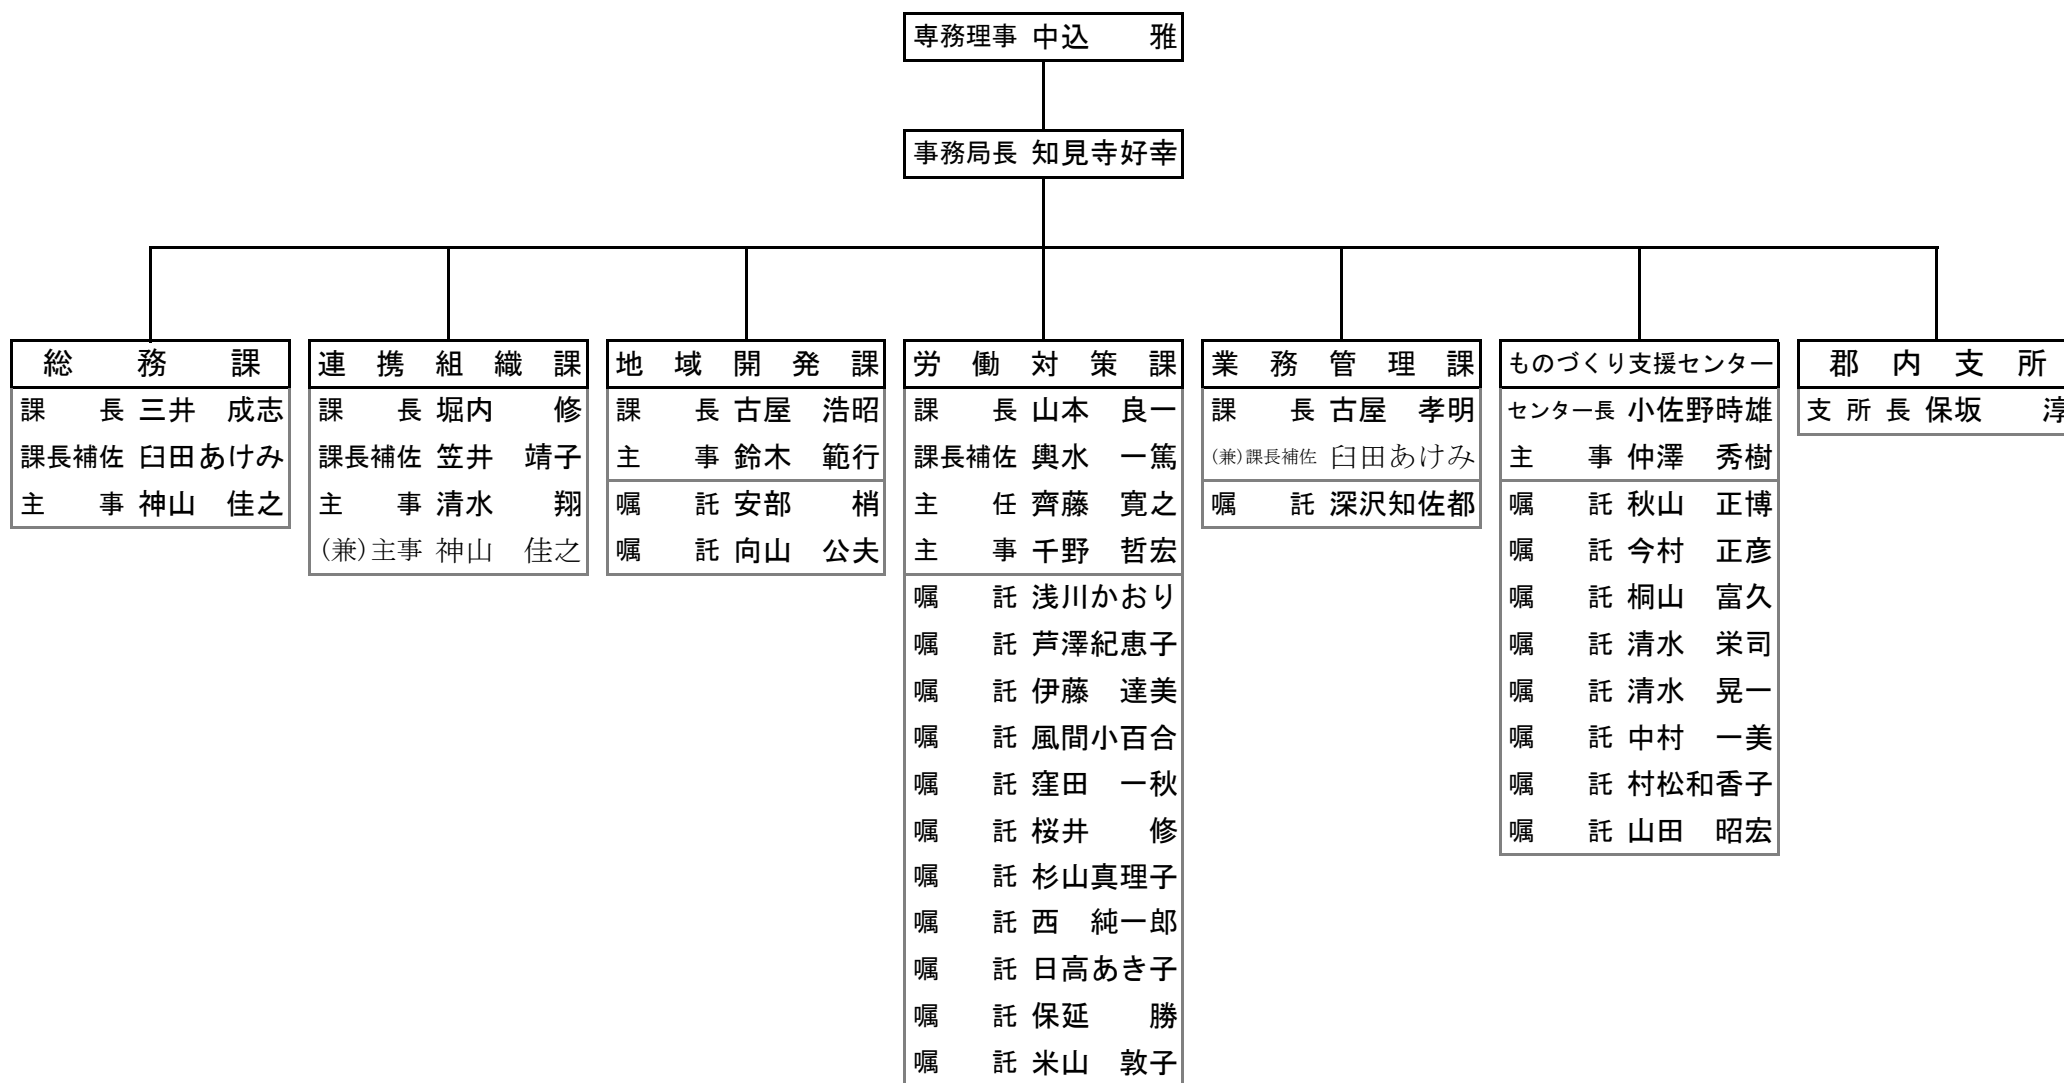 専務理事 中込 雅
事務局長 知見寺好幸
総務課
課長 三井 成志
課長補佐 臼田あけみ
主事 神山 佳之
連携組織課
課長 堀内 修
課長補佐 笠井 靖子
主事 清水 翔
(兼)主事 神山 佳之
地域開発課
課長 古屋 浩昭
主事 鈴木 範行
嘱託 安部 梢
嘱託 向山 公夫
労働対策課
課長 山本 良一
課長補佐 輿水 一篤
主任 齊藤 寛之
主事 千野 哲宏
嘱託 浅川かおり
嘱託 芦澤紀恵子
嘱託 伊藤 達美
嘱託 風間小百合
嘱託 窪田 一秋
嘱託 桜井 修
嘱託 杉山真理子
嘱託 西 純一郎
嘱託 日高あき子
嘱託 保延 勝
嘱託 米山 敦子
業務管理課
課長 古屋 孝明
(兼)課長補佐 臼田あけみ
嘱託 深沢知佐都
ものづくり支援センター
センター長 小佐野時雄
主事 仲澤 秀樹
嘱託 秋山 正博
嘱託 今村 正彦
嘱託 桐山 富久
嘱託 清水 栄司
嘱託 清水 晃一
嘱託 中村 一美
嘱託 村松和香子
嘱託 山田 昭宏
郡内支所
支所長 保坂 淳